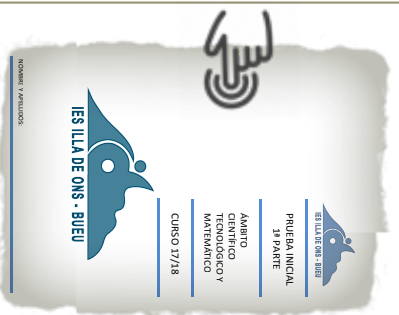 IES ILLA DE ONS - BUEU
PRUEBA INICIAL
1ª PARTE
ÁMBITO
CIENTÍFICO
TECNOLÓGICO Y
MATEMÁTICO
CURSO 17/18
IES ILLA DE ONS - BUEU
NOMBRE Y APELLIDOS: